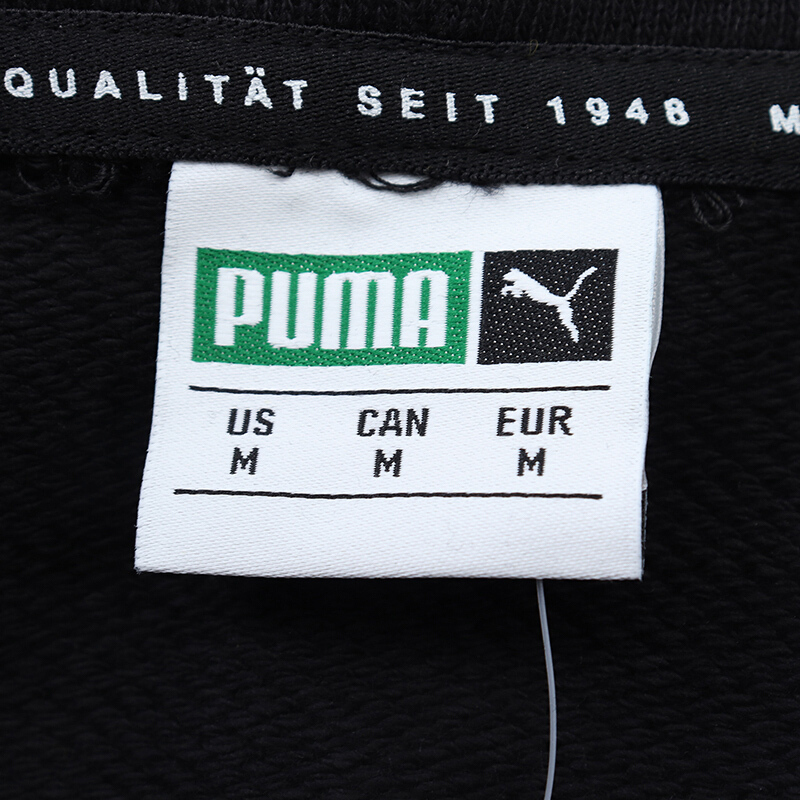 QUALITÄT SEIT 1948 M
PUMA
US CAN EUR
M M M